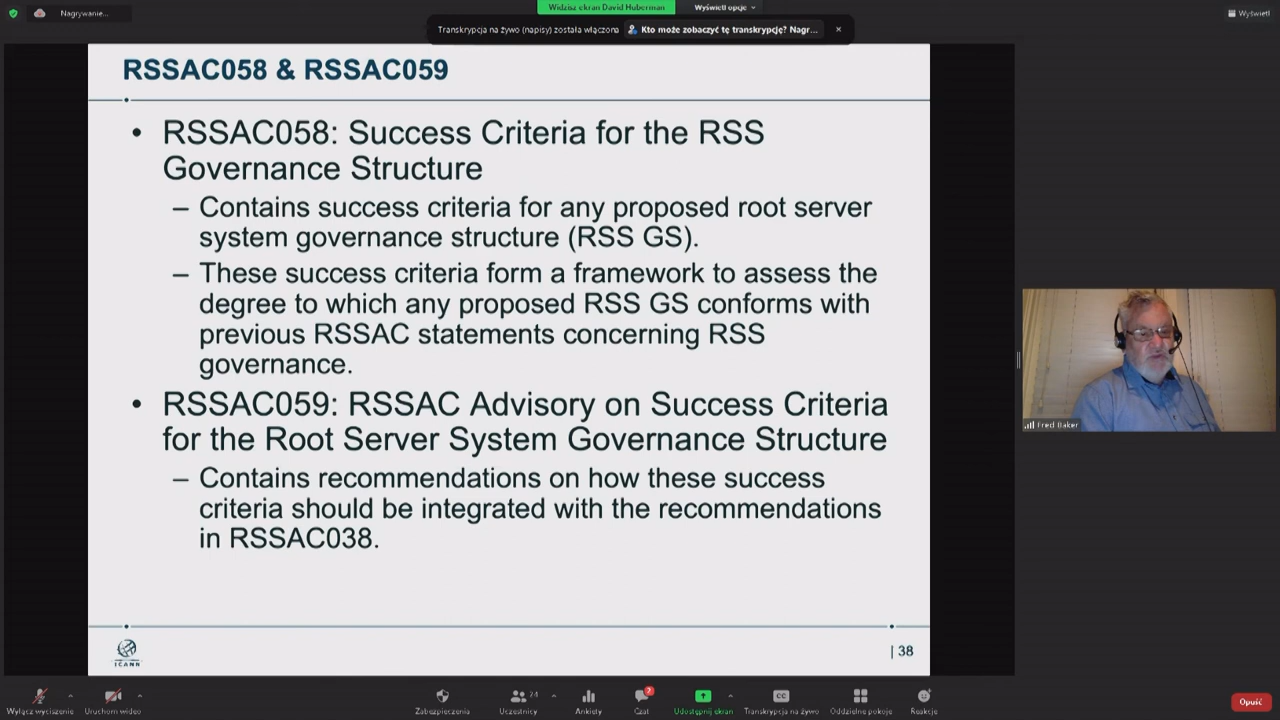 Nagrywanie...
Widzisz ekran David Huberman
Wyświetl opcje
Wyświetl
Transkrypcja na żywo (napisy) została włączona
Kto może zobaczyć tę transkrypcję? Nagr...
RSSAC058 & RSSAC059
• RSSAC058: Success Criteria for the RSS
Governance Structure
– Contains success criteria for any proposed root server
system governance structure (RSS GS).
– These success criteria form a framework to assess the
degree to which any proposed RSS GS conforms with
previous RSSAC statements concerning RSS
governance.
• RSSAC059: RSSAC Advisory on Success Criteria
for the Root Server System Governance Structure
– Contains recommendations on how these success
criteria should be integrated with the recommendations
in RSSAC038.
Fred Baker
ICANN
| 38
Wyłącz wyciszenie
Uruchom wideo
Zabezpieczenia
24
Uczestnicy
Ankiety
2
Czat
Udostępnij ekran
CC
Transkrypcja na żywo
Oddzielne pokoje
Reakcje
Opuść